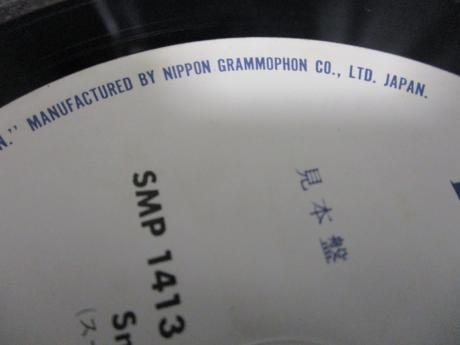 N." MANUFACTURED BY NIPPON GRAMMOPHON CO., LTD. JAPAN.
見本盤
SMP 1413